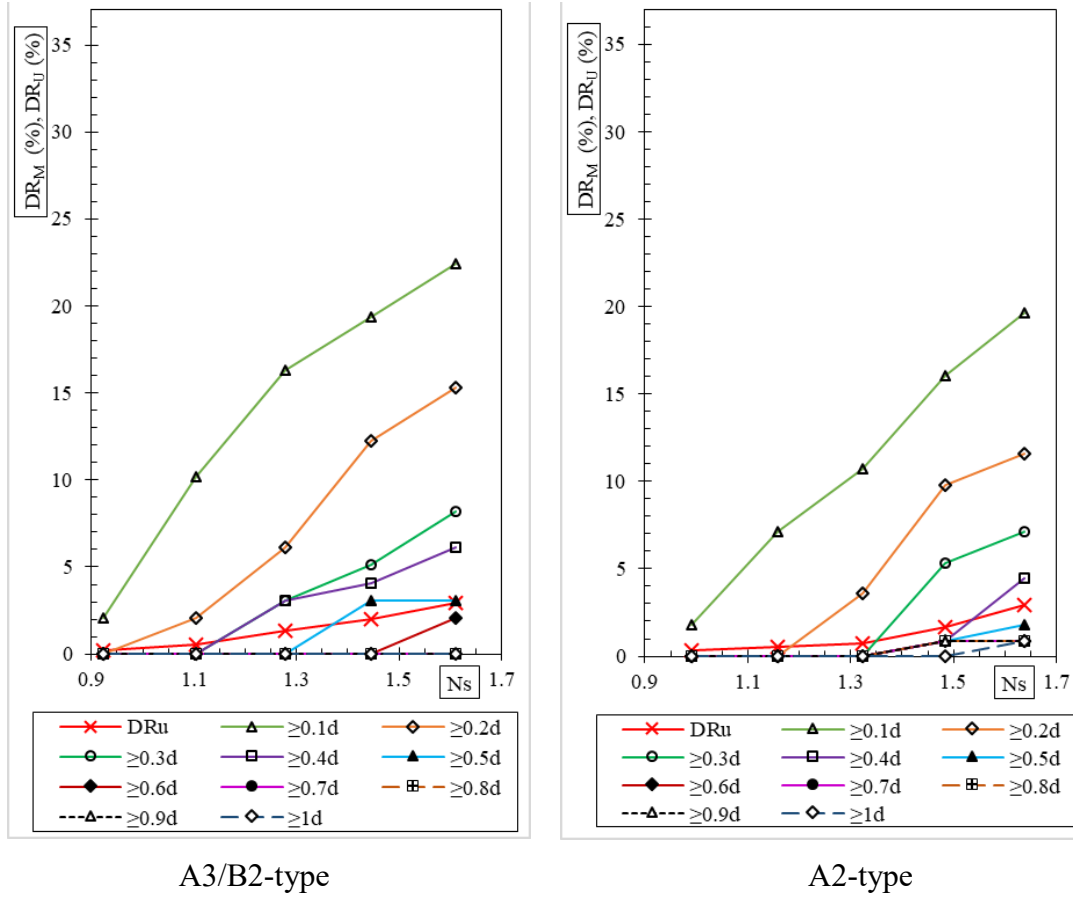 DR_M (%), DR_U (%)
35
30
25
20
15
10
5
0
0.9 1.1 1.3 1.5 1.7
Ns
DRu ≥0.1d ≥0.2d
≥0.3d ≥0.4d ≥0.5d
≥0.6d ≥0.7d ≥0.8d
≥0.9d ≥1d
A3/B2-type
DR_M (%), DR_U (%)
35
30
25
20
15
10
5
0
0.9 1.1 1.3 1.5 1.7
Ns
DRu ≥0.1d ≥0.2d
≥0.3d ≥0.4d ≥0.5d
≥0.6d ≥0.7d ≥0.8d
≥0.9d ≥1d
A2-type